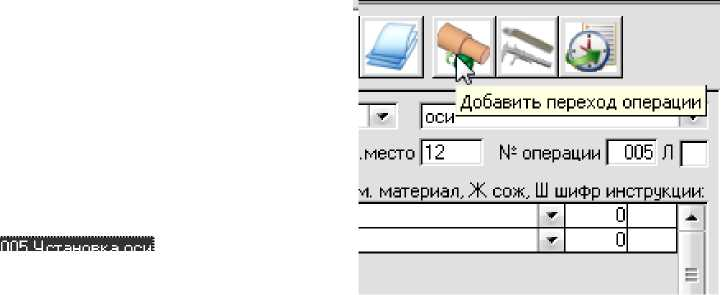 Добавить переход операции
оси
.место 12 № операции 005 Л
м. материал, Ж сож, Ш шифр инструкции:
0
0
005 Установка оси